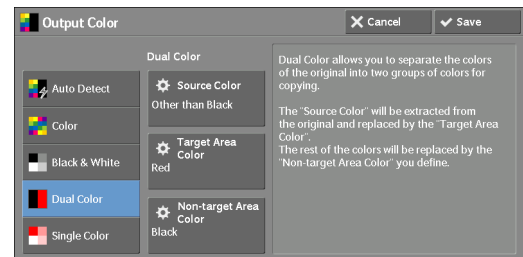 Output Color
Cancel
Save
Auto Detect
Color
Black & White
Dual Color
Single Color
Dual Color
Source Color
Other than Black
Target Area
Color
Red
Non-target Area
Color
Black
Dual Color allows you to separate the colors
of the original into two groups of colors for
copying.
The "Source Color" will be extracted from
the original and replaced by the "Target Area
Color".
The rest of the colors will be replaced by the
"Non-target Area Color" you define.